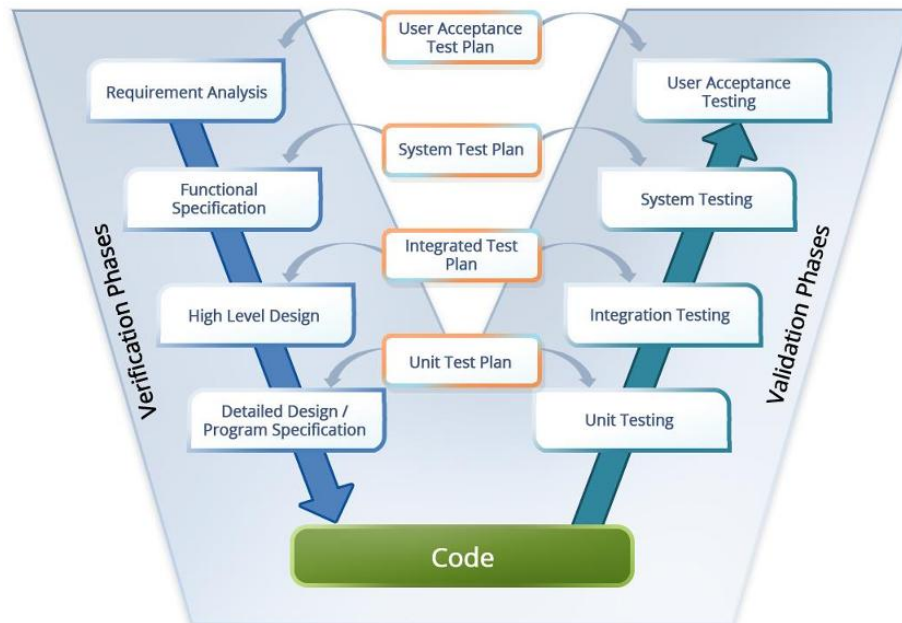 User Acceptance
Test Plan
Requirement Analysis
User Acceptance
Testing
System Test Plan
Functional
Specification
System Testing
Integrated Test
Plan
High Level Design
Integration Testing
Unit Test Plan
Detailed Design /
Program Specification
Unit Testing
Verification Phases
Validation Phases
Code